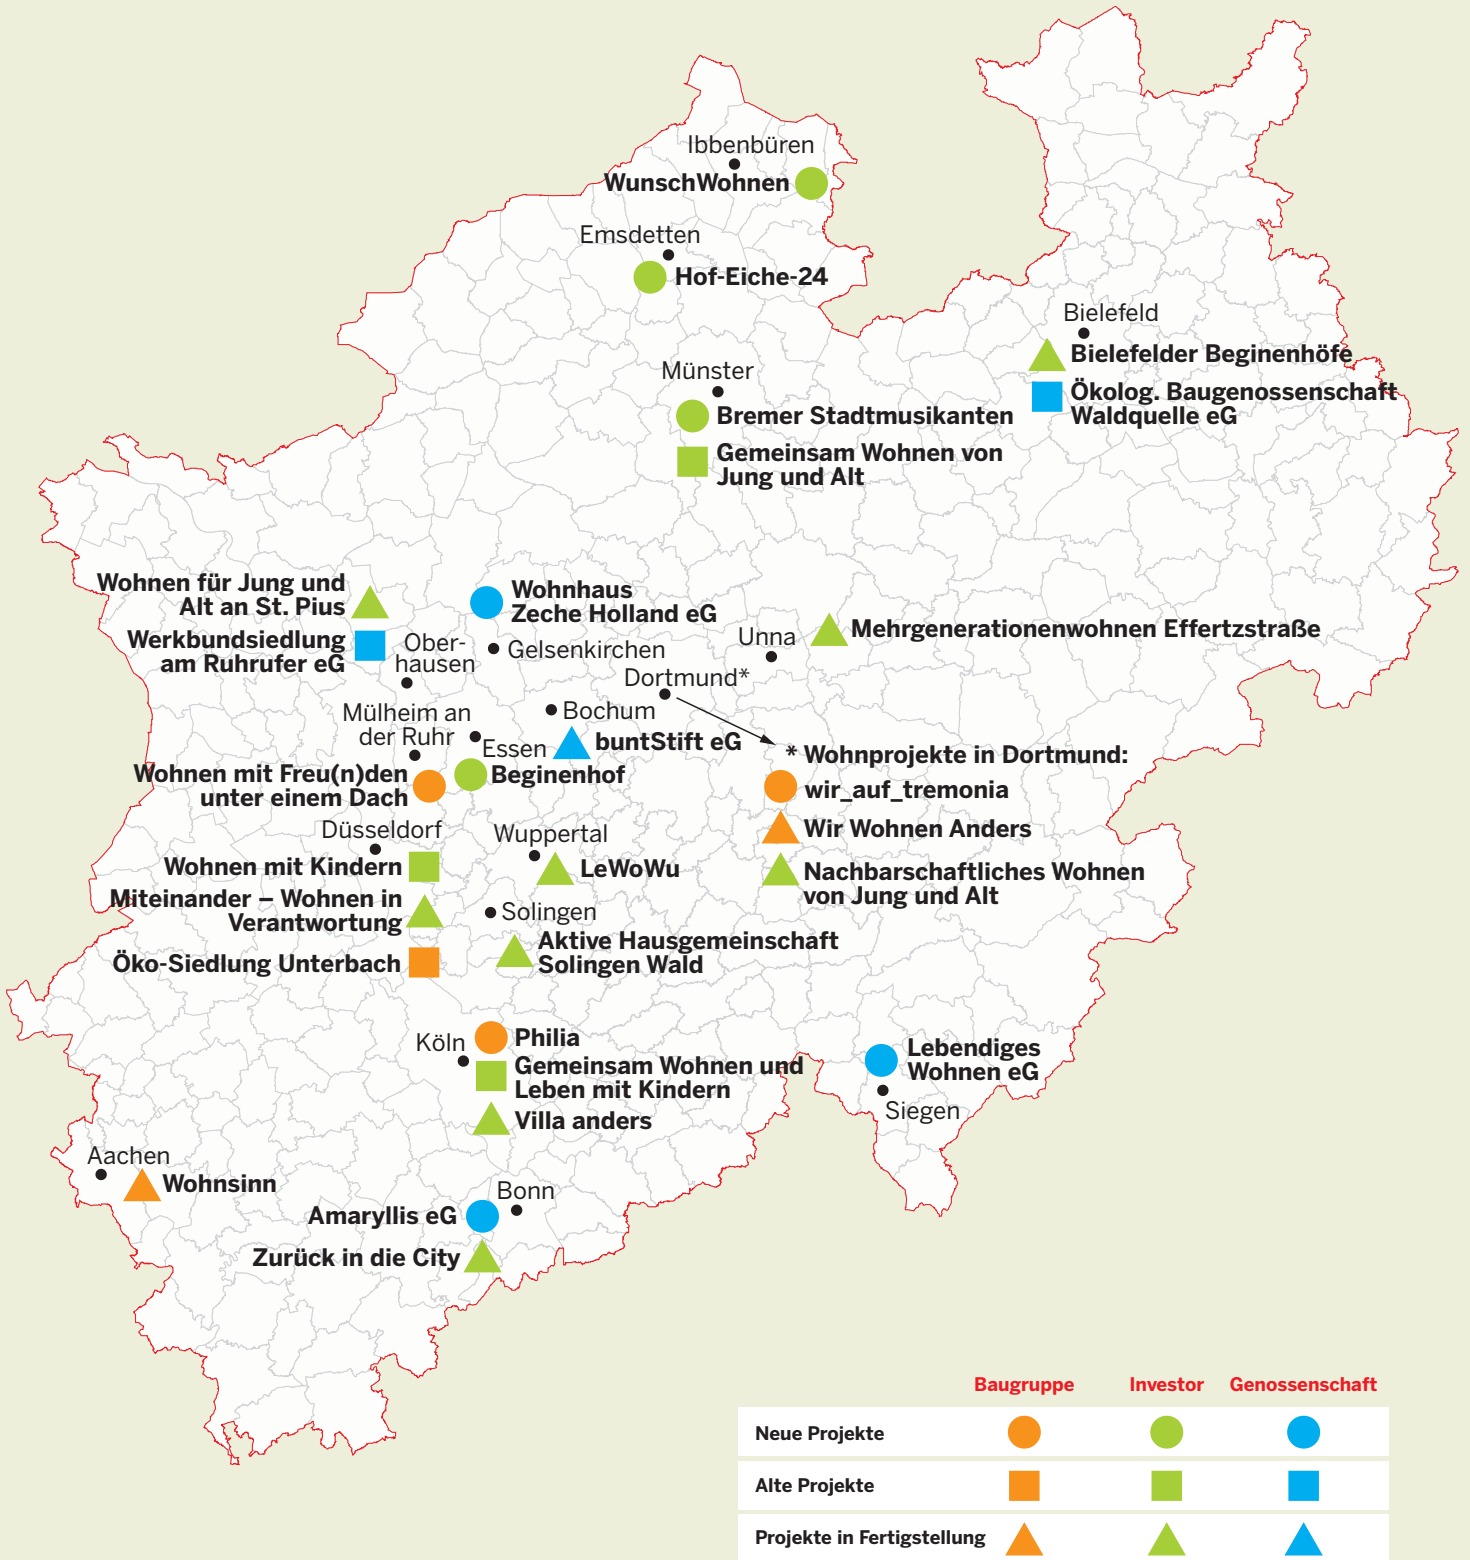 Ibbenbüren
WunschWohnen
Emsdetten
Hof-Eiche-24
Bielefeld
Bielefelder Beginenhöfe
Ökolog. Baugenossenschaft
Waldquelle eG
Münster
Bremer Stadtmusikanten
Gemeinsam Wohnen von
Jung und Alt
Wohnen für Jung und
Alt an St. Pius
Werkbundsiedlung
am Ruhrufer eG
Wohnhaus
Zeche Holland eG
Ober-
hausen
Gelsenkirchen
Unna
Mehrgenerationenwohnen Effertzstraße
Dortmund*
Mülheim an
der Ruhr
Bochum
Essen
buntStift eG
Beginenhof
Wohnen mit Freu(n)den
unter einem Dach
* Wohnprojekte in Dortmund:
wir_auf_tremonia
Wir Wohnen Anders
Nachbarschaftliches Wohnen
von Jung und Alt
Düsseldorf
Wohnen mit Kindern
Miteinander – Wohnen in
Verantwortung
Öko-Siedlung Unterbach
Wuppertal
LeWoWu
Solingen
Aktive Hausgemeinschaft
Solingen Wald
Köln
Philia
Gemeinsam Wohnen und
Leben mit Kindern
Villa anders
Lebendiges
Wohnen eG
Siegen
Aachen
Wohnsinn
Bonn
Amaryllis eG
Zurück in die City
Baugruppe Investor Genossenschaft
Neue Projekte
Alte Projekte
Projekte in Fertigstellung